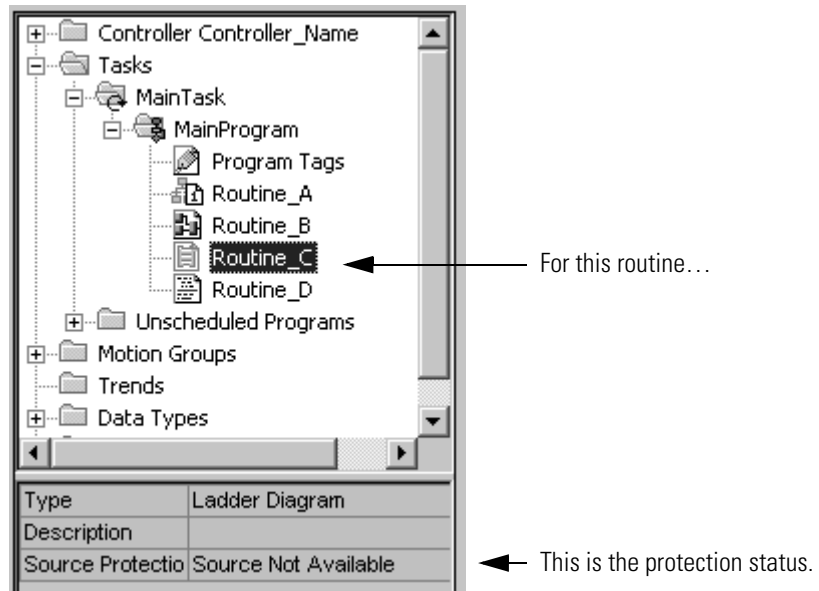 Controller Controller_Name
Tasks
MainTask
MainProgram
Program Tags
Routine_A
Routine_B
Routine_C
For this routine…
Routine_D
Unscheduled Programs
Motion Groups
Trends
Data Types
Type Ladder Diagram
Description
Source Protectio Source Not Available
This is the protection status.